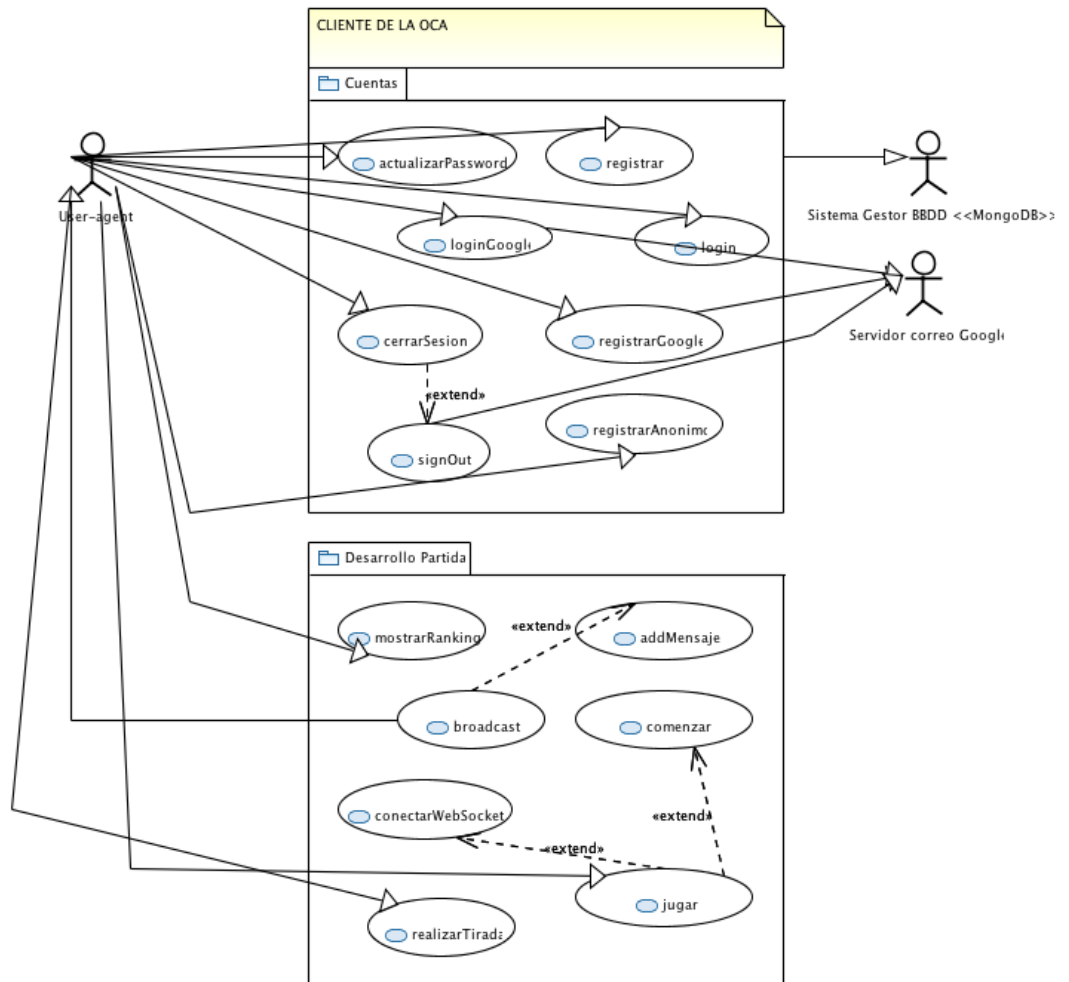 CLIENTE DE LA OCA
Cuentas
User-agent
actualizarPassword
registrar
Sistema Gestor BBDD <<MongoDB>>
loginGoogle
login
Servidor correo Google
cerrarSesion
registrarGoogle
«extend»
registrarAnonimo
signOut
Desarrollo Partida
mostrarRanking
«extend»
addMensaje
broadcast
comenzar
conectarWebSocket
«extend»
«extend»
jugar
realizarTirada